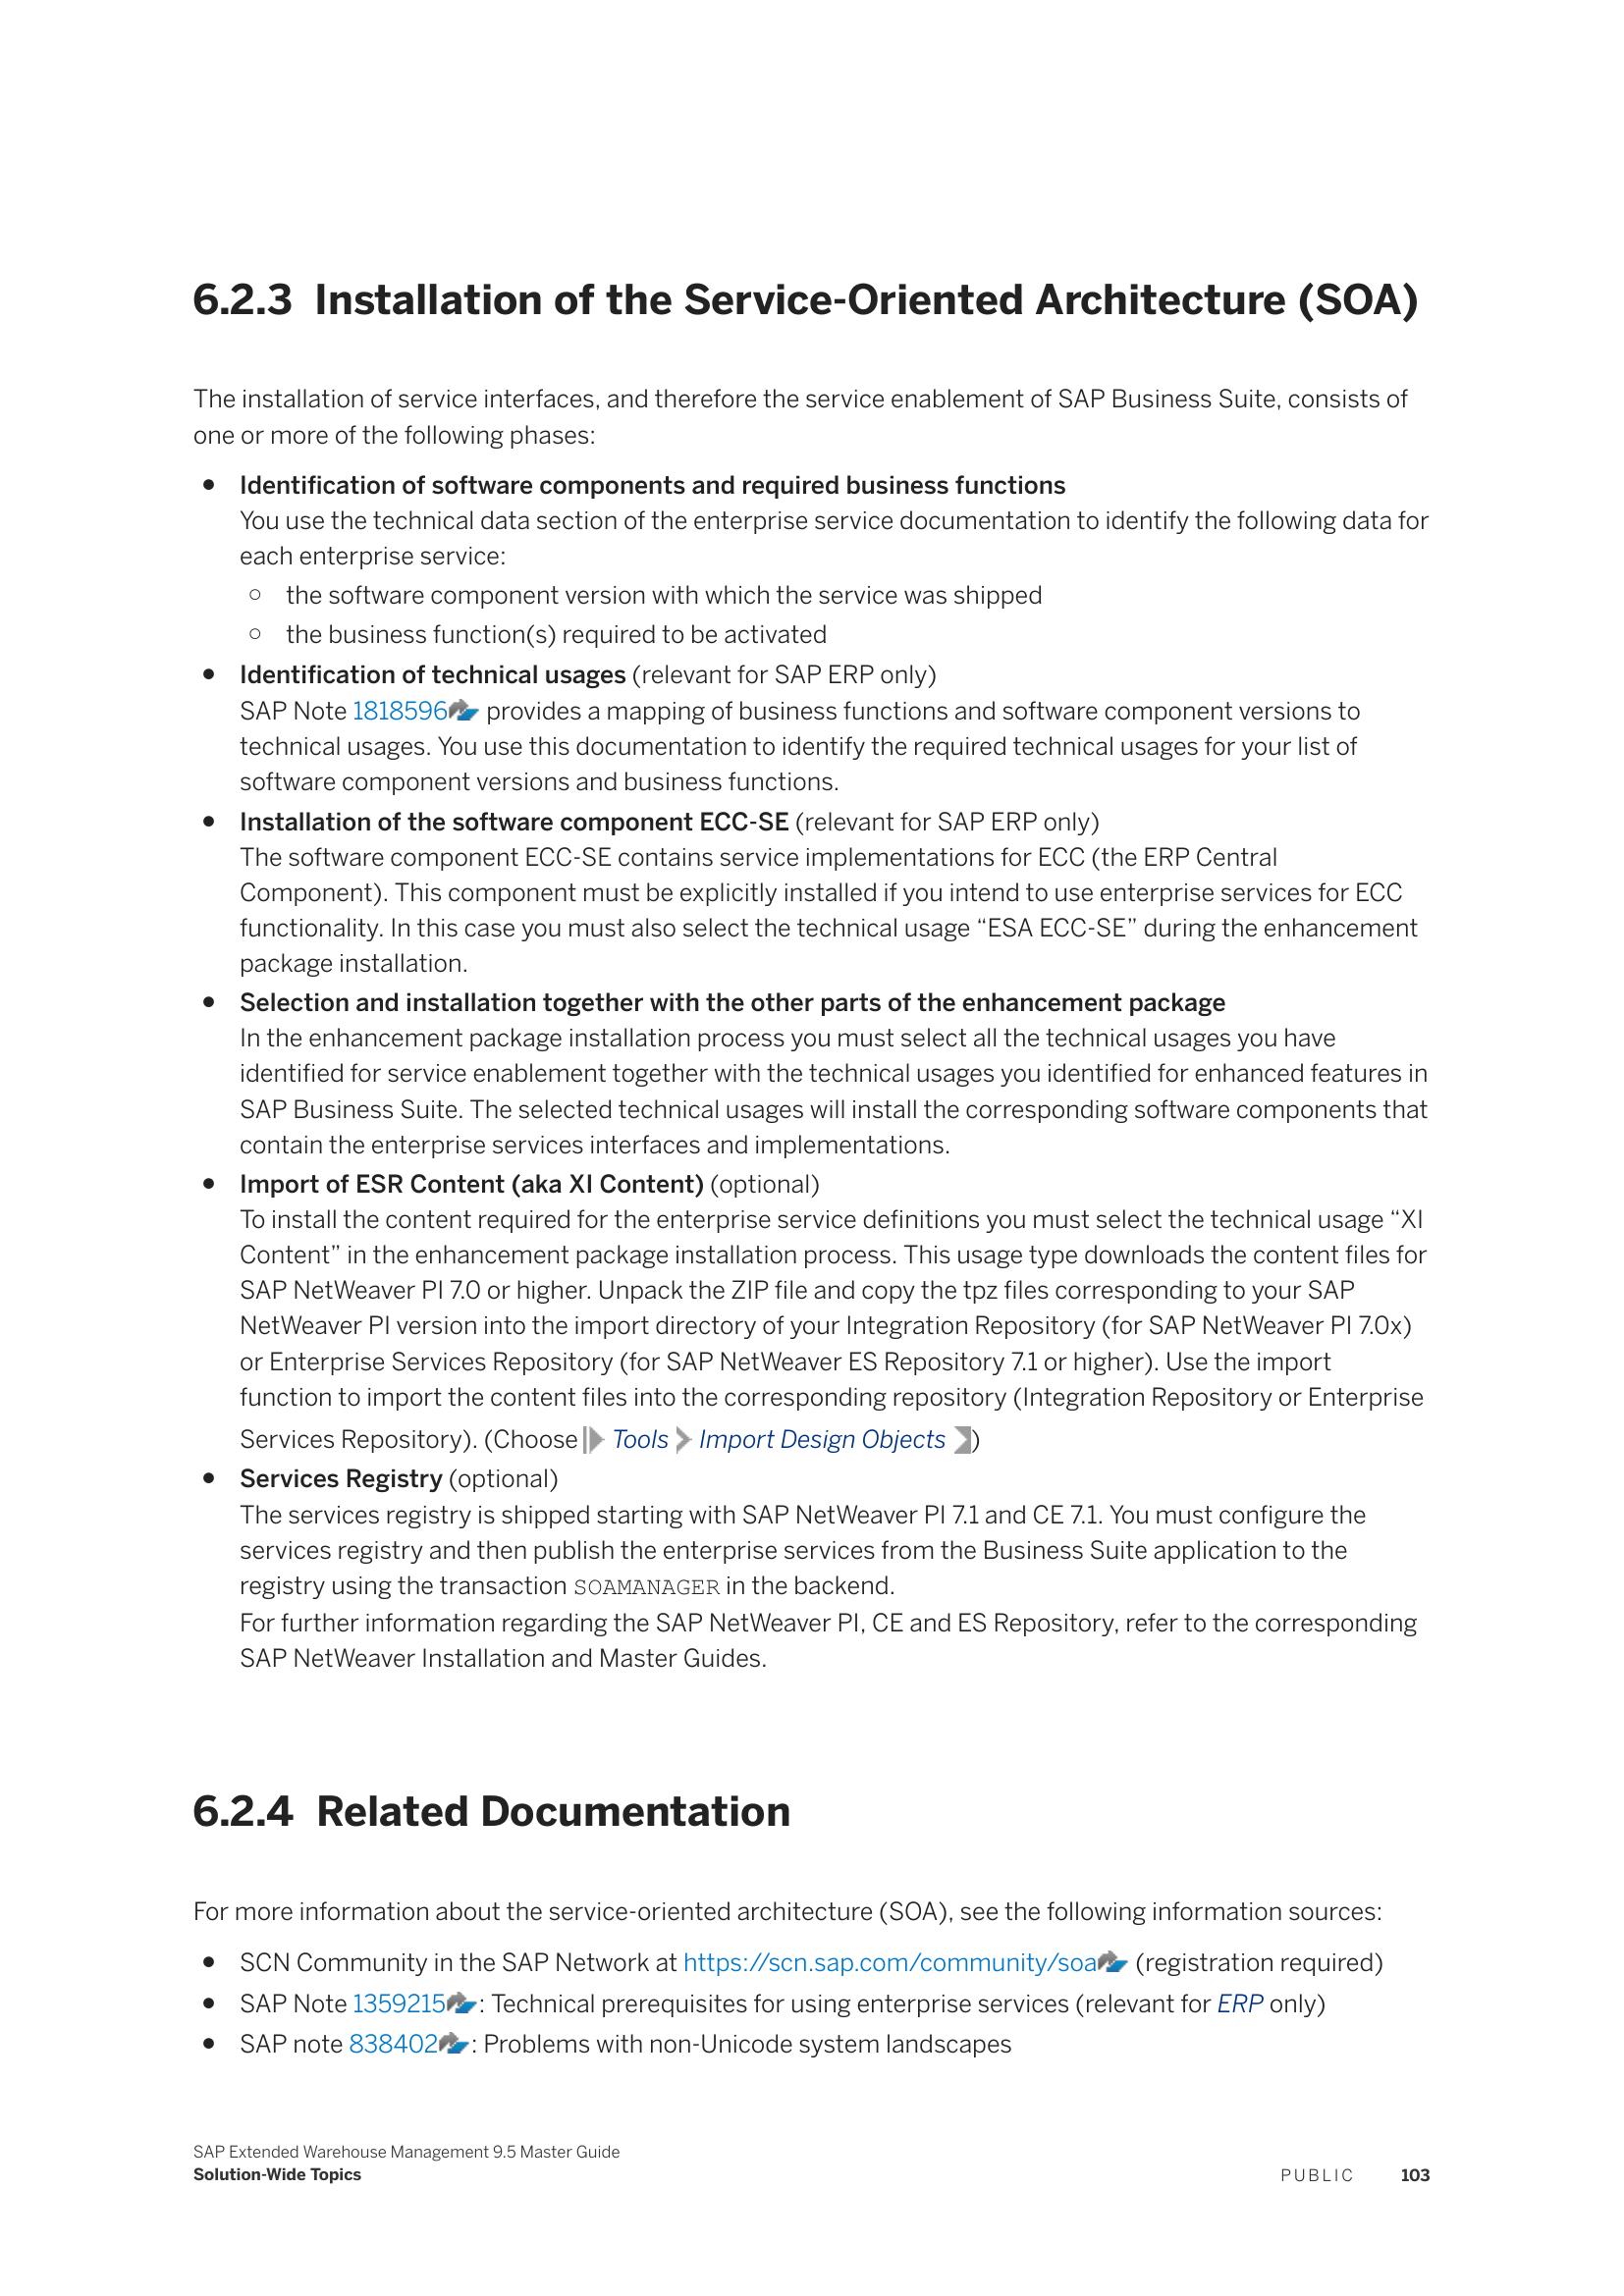 6.2.3 Installation of the Service-Oriented Architecture (SOA)
The installation of service interfaces, and therefore the service enablement of SAP Business Suite, consists of
one or more of the following phases:
● Identification of software components and required business functions
You use the technical data section of the enterprise service documentation to identify the following data for
each enterprise service:
○ the software component version with which the service was shipped
○ the business function(s) required to be activated
● Identification of technical usages (relevant for SAP ERP only)
SAP Note 1818596 provides a mapping of business functions and software component versions to
technical usages. You use this documentation to identify the required technical usages for your list of
software component versions and business functions.
● Installation of the software component ECC-SE (relevant for SAP ERP only)
The software component ECC-SE contains service implementations for ECC (the ERP Central
Component). This component must be explicitly installed if you intend to use enterprise services for ECC
functionality. In this case you must also select the technical usage “ESA ECC-SE” during the enhancement
package installation.
● Selection and installation together with the other parts of the enhancement package
In the enhancement package installation process you must select all the technical usages you have
identified for service enablement together with the technical usages you identified for enhanced features in
SAP Business Suite. The selected technical usages will install the corresponding software components that
contain the enterprise services interfaces and implementations.
● Import of ESR Content (aka XI Content) (optional)
To install the content required for the enterprise service definitions you must select the technical usage “XI
Content” in the enhancement package installation process. This usage type downloads the content files for
SAP NetWeaver PI 7.0 or higher. Unpack the ZIP file and copy the tpz files corresponding to your SAP
NetWeaver PI version into the import directory of your Integration Repository (for SAP NetWeaver PI 7.0x)
or Enterprise Services Repository (for SAP NetWeaver ES Repository 7.1 or higher). Use the import
function to import the content files into the corresponding repository (Integration Repository or Enterprise
Services Repository). (Choose Tools Import Design Objects )
● Services Registry (optional)
The services registry is shipped starting with SAP NetWeaver PI 7.1 and CE 7.1. You must configure the
services registry and then publish the enterprise services from the Business Suite application to the
registry using the transaction SOAMANAGER in the backend.
For further information regarding the SAP NetWeaver PI, CE and ES Repository, refer to the corresponding
SAP NetWeaver Installation and Master Guides.
6.2.4 Related Documentation
For more information about the service-oriented architecture (SOA), see the following information sources:
● SCN Community in the SAP Network at https://scn.sap.com/community/soa (registration required)
● SAP Note 1359215 : Technical prerequisites for using enterprise services (relevant for ERP only)
● SAP note 838402 : Problems with non-Unicode system landscapes
SAP Extended Warehouse Management 9.5 Master Guide
Solution-Wide Topics
PUBLIC 103